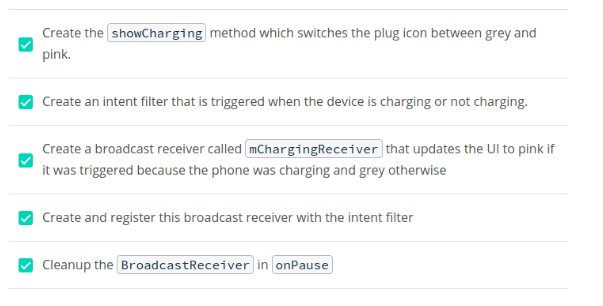 Create the showCharging method which switches the plug icon between grey and
pink.
Create an intent filter that is triggered when the device is charging or not charging.
Create a broadcast receiver called mChargingReceiver that updates the UI to pink if
it was triggered because the phone was charging and grey otherwise
Create and register this broadcast receiver with the intent filter
Cleanup the BroadcastReceiver in onPause